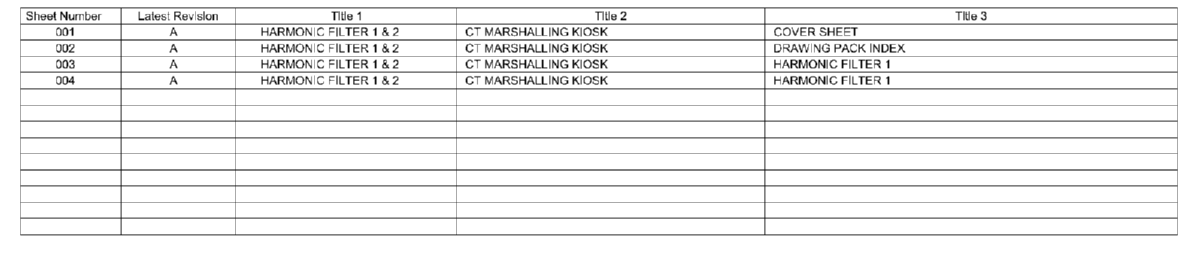 Sheet Number Latest Revision Title 1 Title 2 Title 3
001 A HARMONIC FILTER 1 & 2 CT MARSHALLING KIOSK COVER SHEET
002 A HARMONIC FILTER 1 & 2 CT MARSHALLING KIOSK DRAWING PACK INDEX
003 A HARMONIC FILTER 1 & 2 CT MARSHALLING KIOSK HARMONIC FILTER 1
004 A HARMONIC FILTER 1 & 2 CT MARSHALLING KIOSK HARMONIC FILTER 1